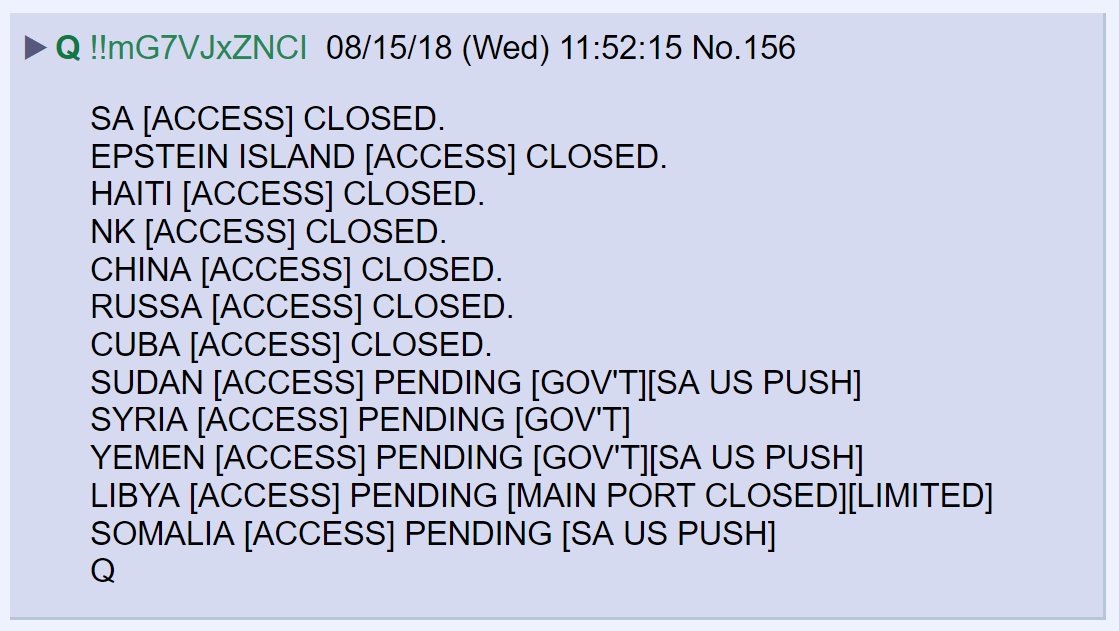 Q !!mG7VJxZNCI 08/15/18 (Wed) 11:52:15 No.156
SA [ACCESS] CLOSED.
EPSTEIN ISLAND [ACCESS] CLOSED.
HAITI [ACCESS] CLOSED.
NK [ACCESS] CLOSED.
CHINA [ACCESS] CLOSED.
RUSSA [ACCESS] CLOSED.
CUBA [ACCESS] CLOSED.
SUDAN [ACCESS] PENDING [GOV'T][SA US PUSH]
SYRIA [ACCESS] PENDING [GOV'T]
YEMEN [ACCESS] PENDING [GOV'T][SA US PUSH]
LIBYA [ACCESS] PENDING [MAIN PORT CLOSED][LIMITED]
SOMALIA [ACCESS] PENDING [SA US PUSH]
Q